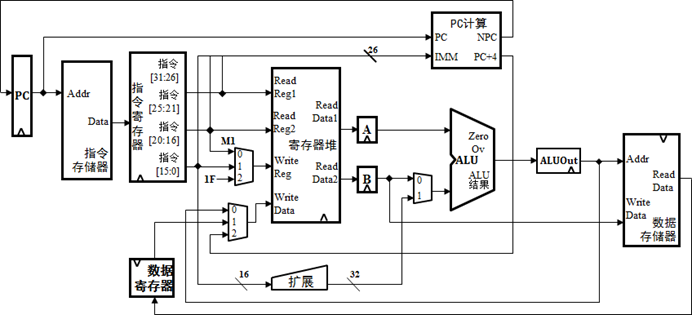 PC计算
PC
NPC
IMM
PC+4
26
PC
Addr
Data
指令
存储器
指令寄存器
指令
[31:26]
指令
[25:21]
指令
[20:16]
指令
[15:0]
M1
0
1
2
1F
0
1
2
Read
Reg1
Read
Reg2
Write
Reg
Write
Data
Read
Data1
寄存器堆
Read
Data2
A
B
0
1
Zero
Ov
ALU
ALU
结果
ALUOut
Addr
Read
Data
Write
Data
数据
存储器
数据
寄存器
16
扩展
32